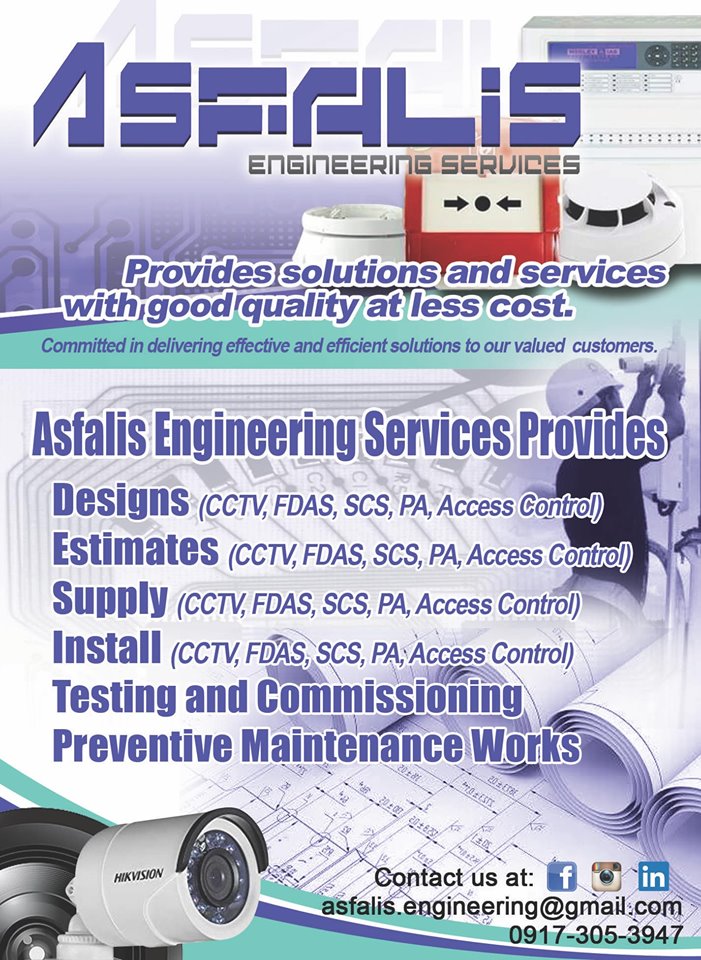 ASFALIS
ENGINEERING SERVICES
Provides solutions and services
with good quality at less cost.
Committed in delivering effective and efficient solutions to our valued customers.
Asfalis Engineering Services Provides
Designs (CCTV, FDAS, SCS, PA, Access Control)
Estimates (CCTV, FDAS, SCS, PA, Access Control)
Supply (CCTV, FDAS, SCS, PA, Access Control)
Install (CCTV, FDAS, SCS, PA, Access Control)
Testing and Commissioning
Preventive Maintenance Works
HIKVISION
Contact us at:
asfalis.engineering@gmail.com
0917-305-3947